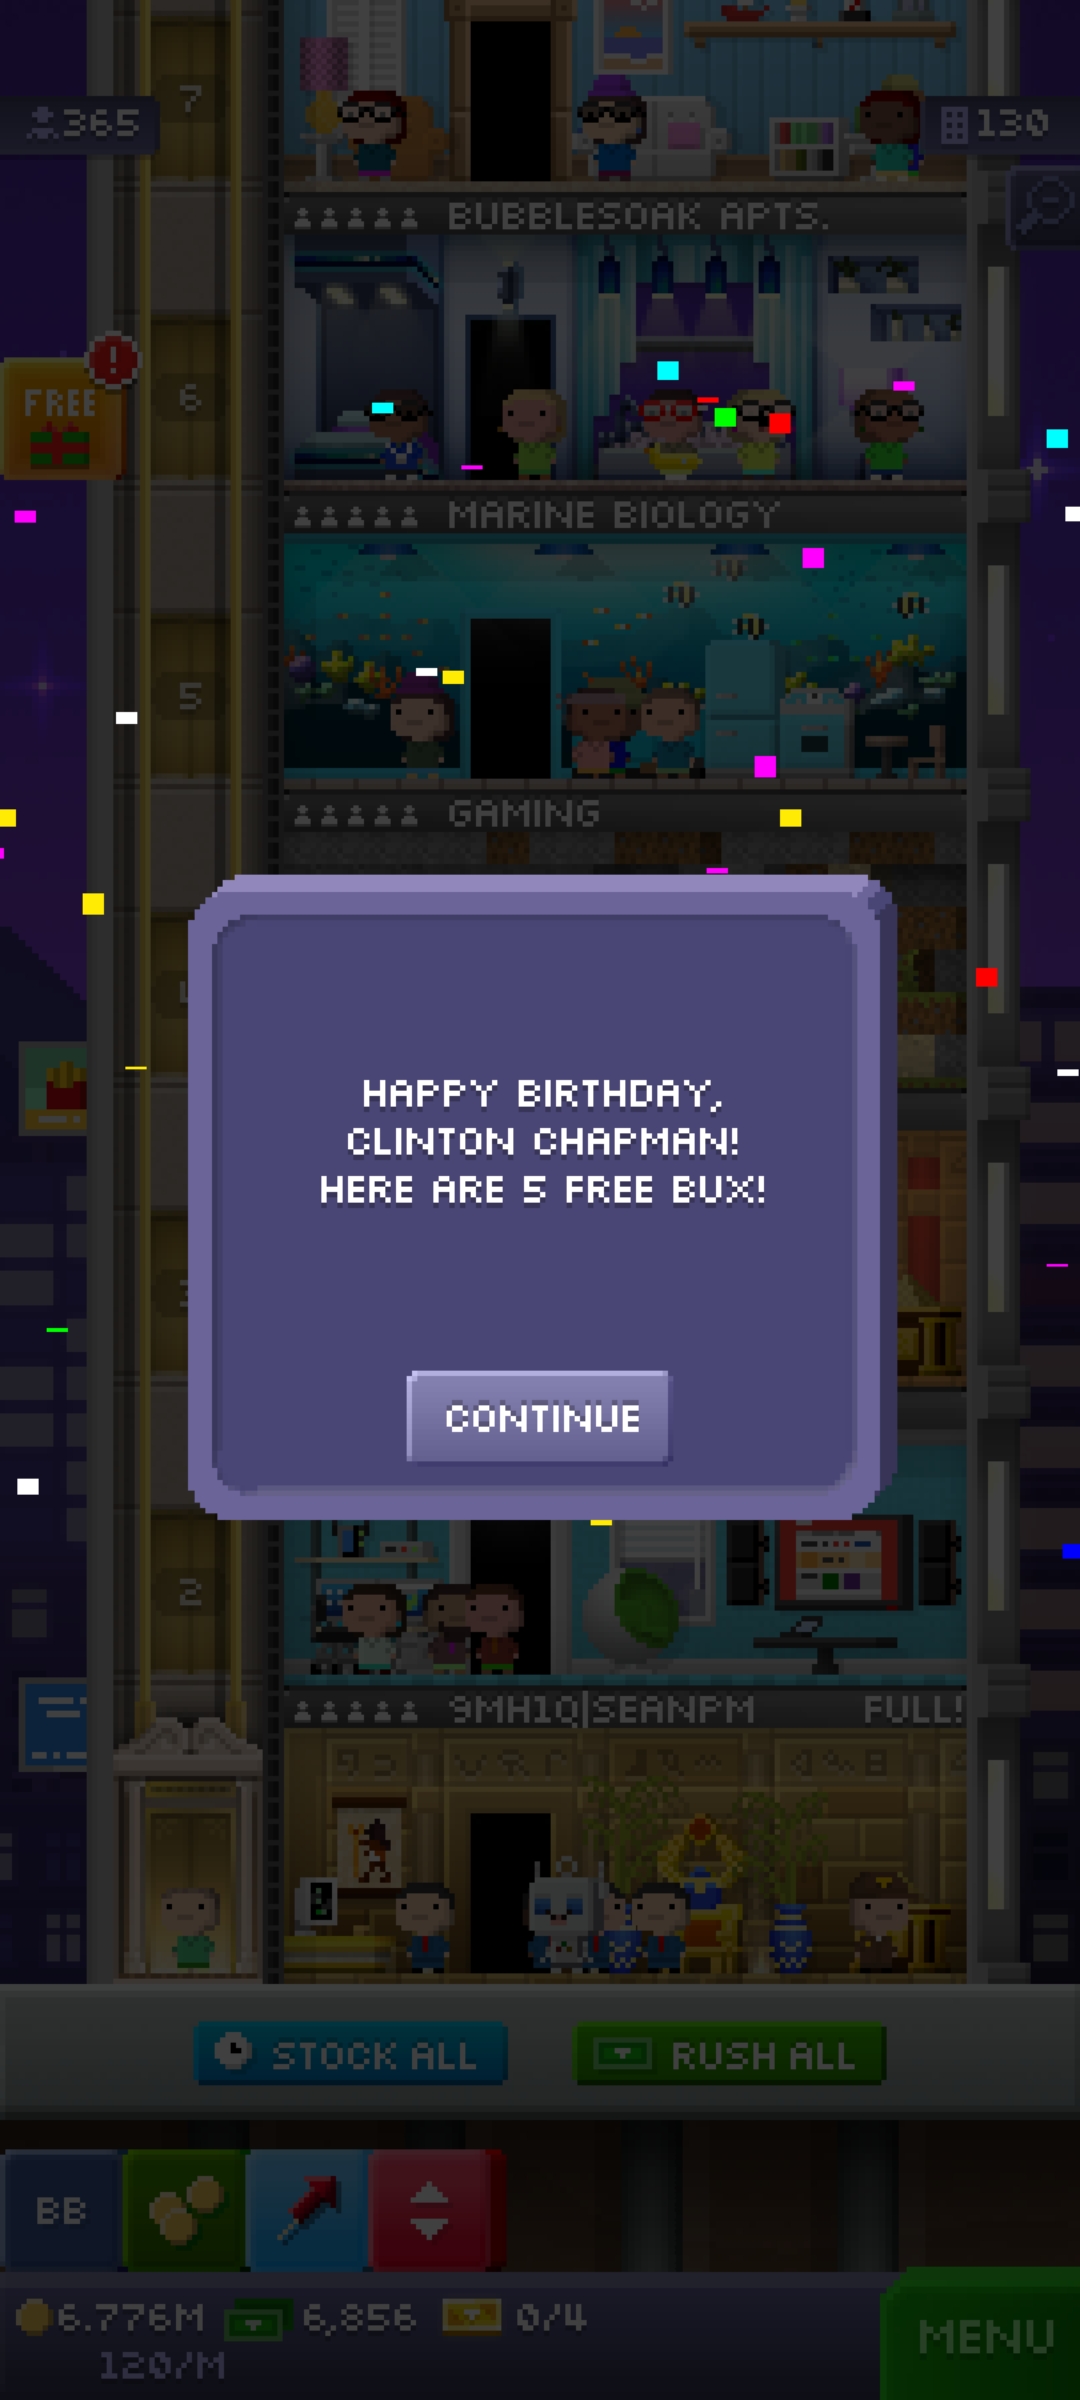 7
365
130
BUBBLESOAK APTS.
FREE
!
6
MARINE BIOLOGY
5
GAMING
HAPPY BIRTHDAY,
CLINTON CHAPMAN!
HERE ARE 5 FREE BUX!
CONTINUE
2
9MH1Q|SEANPM FULL!
STOCK ALL
RUSH ALL
BB
6.776M 6,856 0/4
120/M
MENU